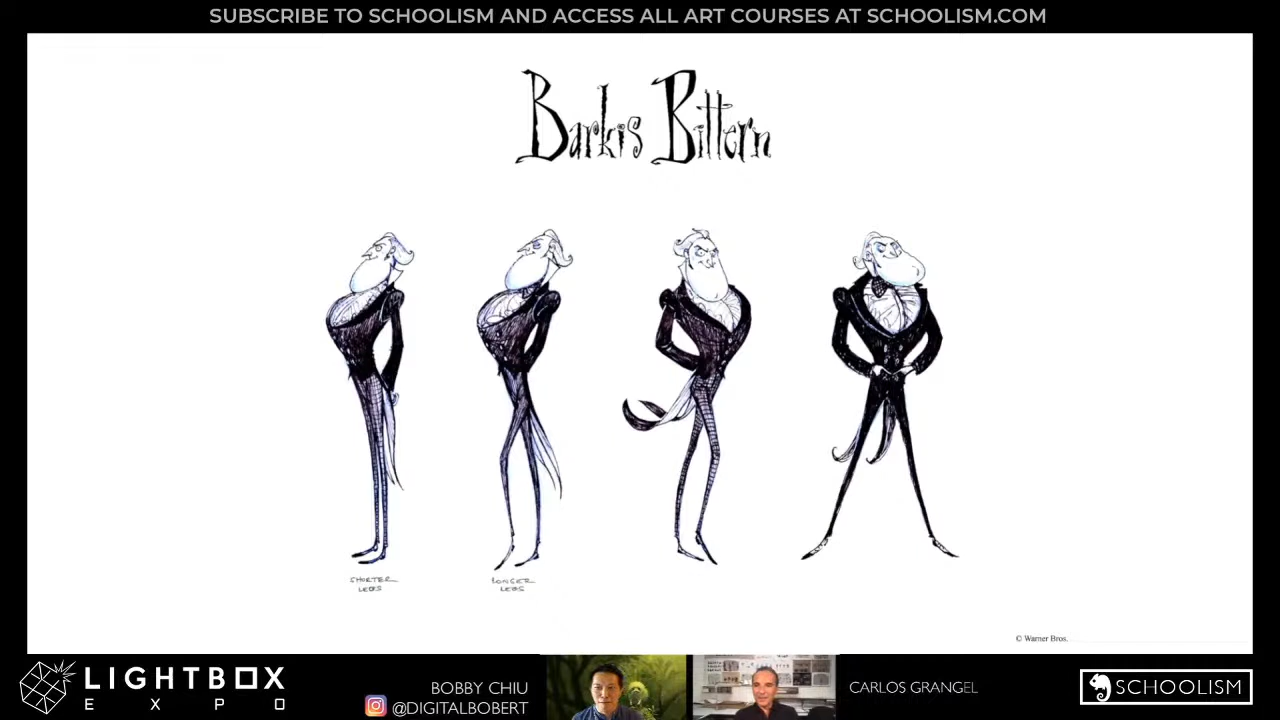 SUBSCRIBE TO SCHOOLISM AND ACCESS ALL ART COURSES AT SCHOOLISM.COM
Barkis Bittern
SHORTER
LEGS
LONGER
LEGS
© Warner Bros.
LIGHTBOX
EXPO
BOBBY CHIU
@DIGITALBOBERT
CARLOS GRANGEL
SCHOOLISM